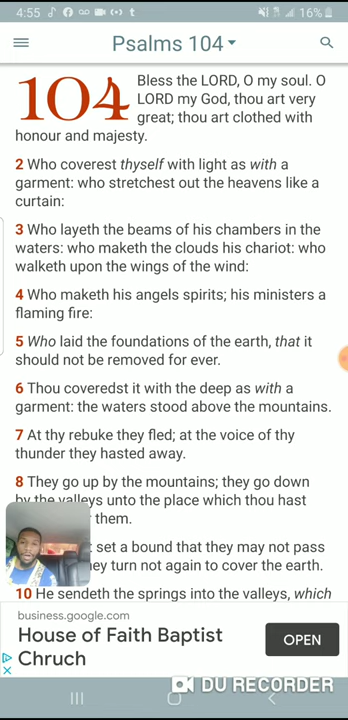 4:55
16%
Psalms 104
104 Bless the LORD, O my soul. O
LORD my God, thou art very
great; thou art clothed with
honour and majesty.
2 Who coverest thyself with light as with a
garment: who stretchest out the heavens like a
curtain:
3 Who layeth the beams of his chambers in the
waters: who maketh the clouds his chariot: who
walketh upon the wings of the wind:
4 Who maketh his angels spirits; his ministers a
flaming fire:
5 Who laid the foundations of the earth, that it
should not be removed for ever.
6 Thou coveredst it with the deep as with a
garment: the waters stood above the mountains.
7 At thy rebuke they fled; at the voice of thy
thunder they hasted away.
8 They go up by the mountains; they go down
by the valleys unto the place which thou hast
them.
set a bound that they may not pass
turn not again to cover the earth.
10 He sendeth the springs into the valleys, which
business.google.com
House of Faith Baptist
Chruch
OPEN
DU RECORDER